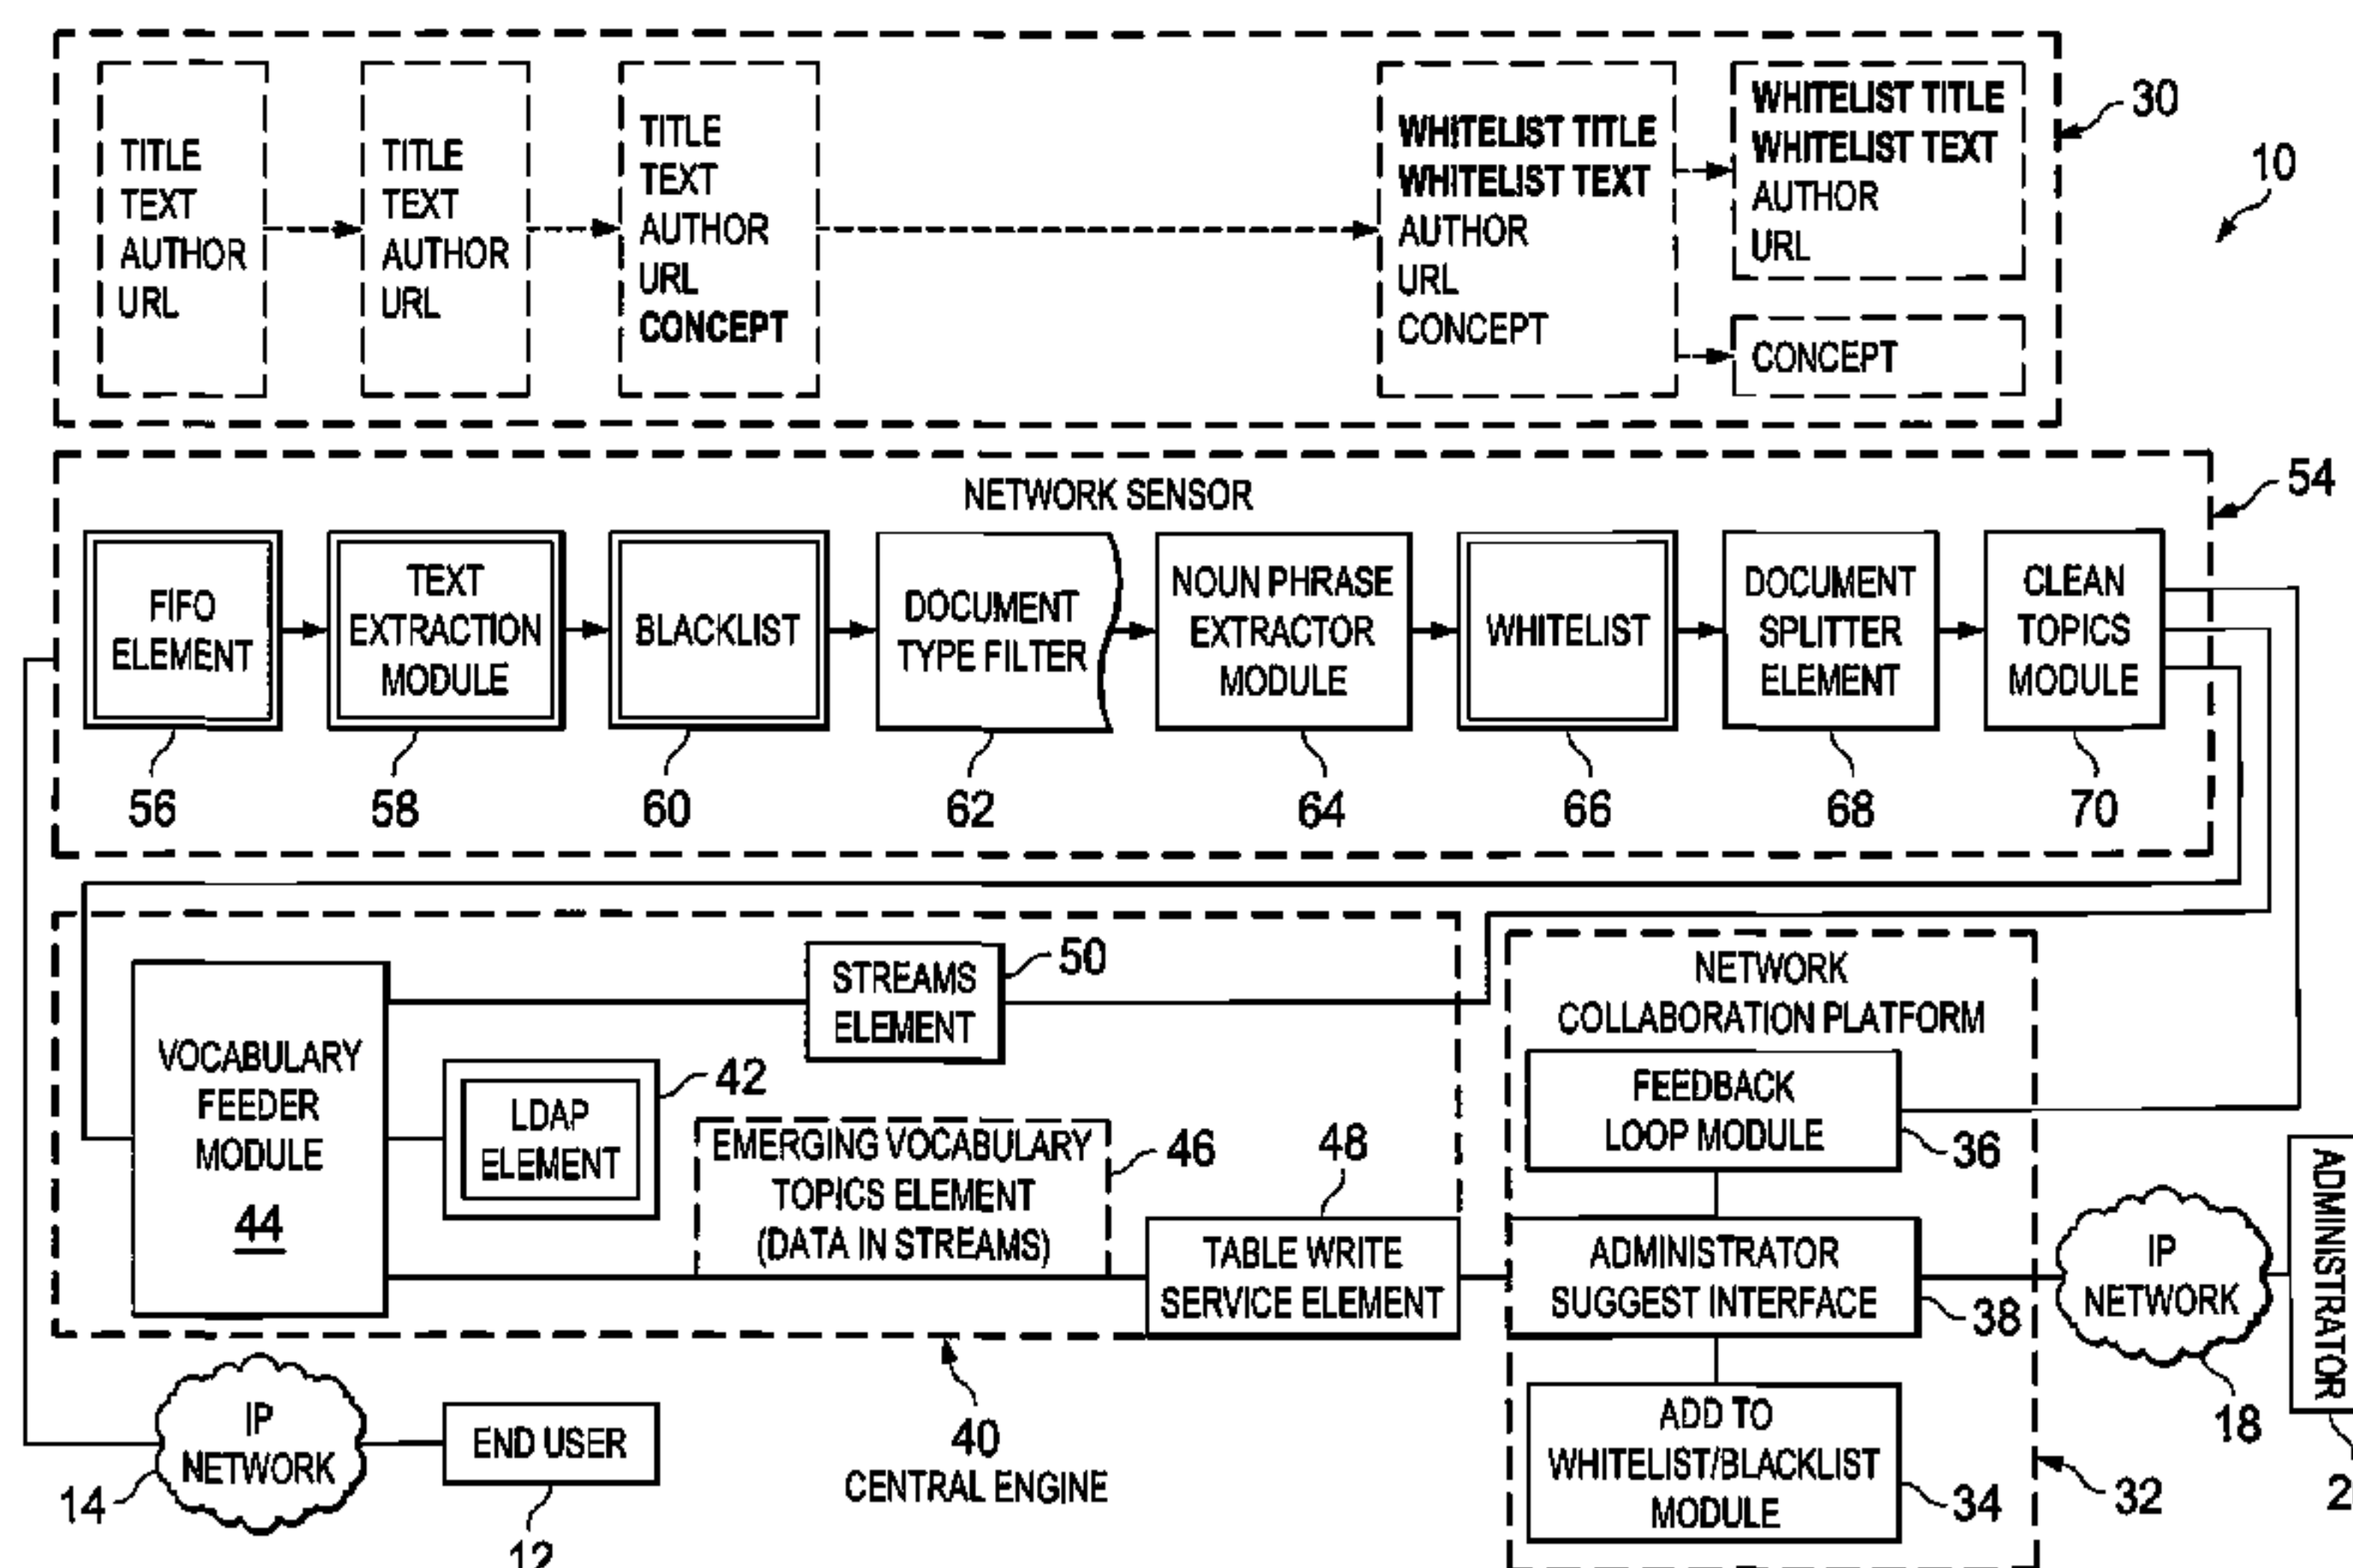 TITLE
TEXT
AUTHOR
URL
TITLE
TEXT
AUTHOR
URL
TITLE
TEXT
AUTHOR
URL
CONCEPT
WHITELIST TITLE
WHITELIST TEXT
AUTHOR
URL
CONCEPT
WHITELIST TITLE
WHITELIST TEXT
AUTHOR
URL
CONCEPT
30
10
NETWORK SENSOR
54
FIFO
ELEMENT
TEXT
EXTRACTION
MODULE
BLACKLIST
DOCUMENT
TYPE FILTER
NOUN PHRASE
EXTRACTOR
MODULE
WHITELIST
DOCUMENT
SPLITTER
ELEMENT
CLEAN
TOPICS
MODULE
56
58
60
62
64
66
68
70
VOCABULARY
FEEDER
MODULE
44
STREAMS
ELEMENT
50
LDAP
ELEMENT
42
EMERGING VOCABULARY
TOPICS ELEMENT
(DATA IN STREAMS)
46
48
TABLE WRITE
SERVICE ELEMENT
NETWORK
COLLABORATION PLATFORM
FEEDBACK
LOOP MODULE
36
ADMINISTRATOR
SUGGEST INTERFACE
38
ADD TO
WHITELIST/BLACKLIST
MODULE
34
32
IP
NETWORK
18
ADMINISTRATOR
IP
NETWORK
14
END USER
12
40
CENTRAL ENGINE